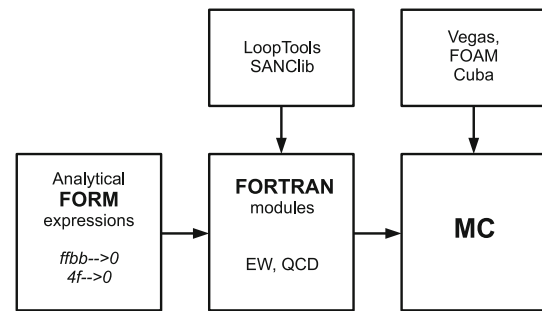 LoopTools
SANClib
Vegas,
FOAM
Cuba
Analytical
FORM
expressions
ffbb-->0
4f-->0
FORTRAN
modules
EW, QCD
MC